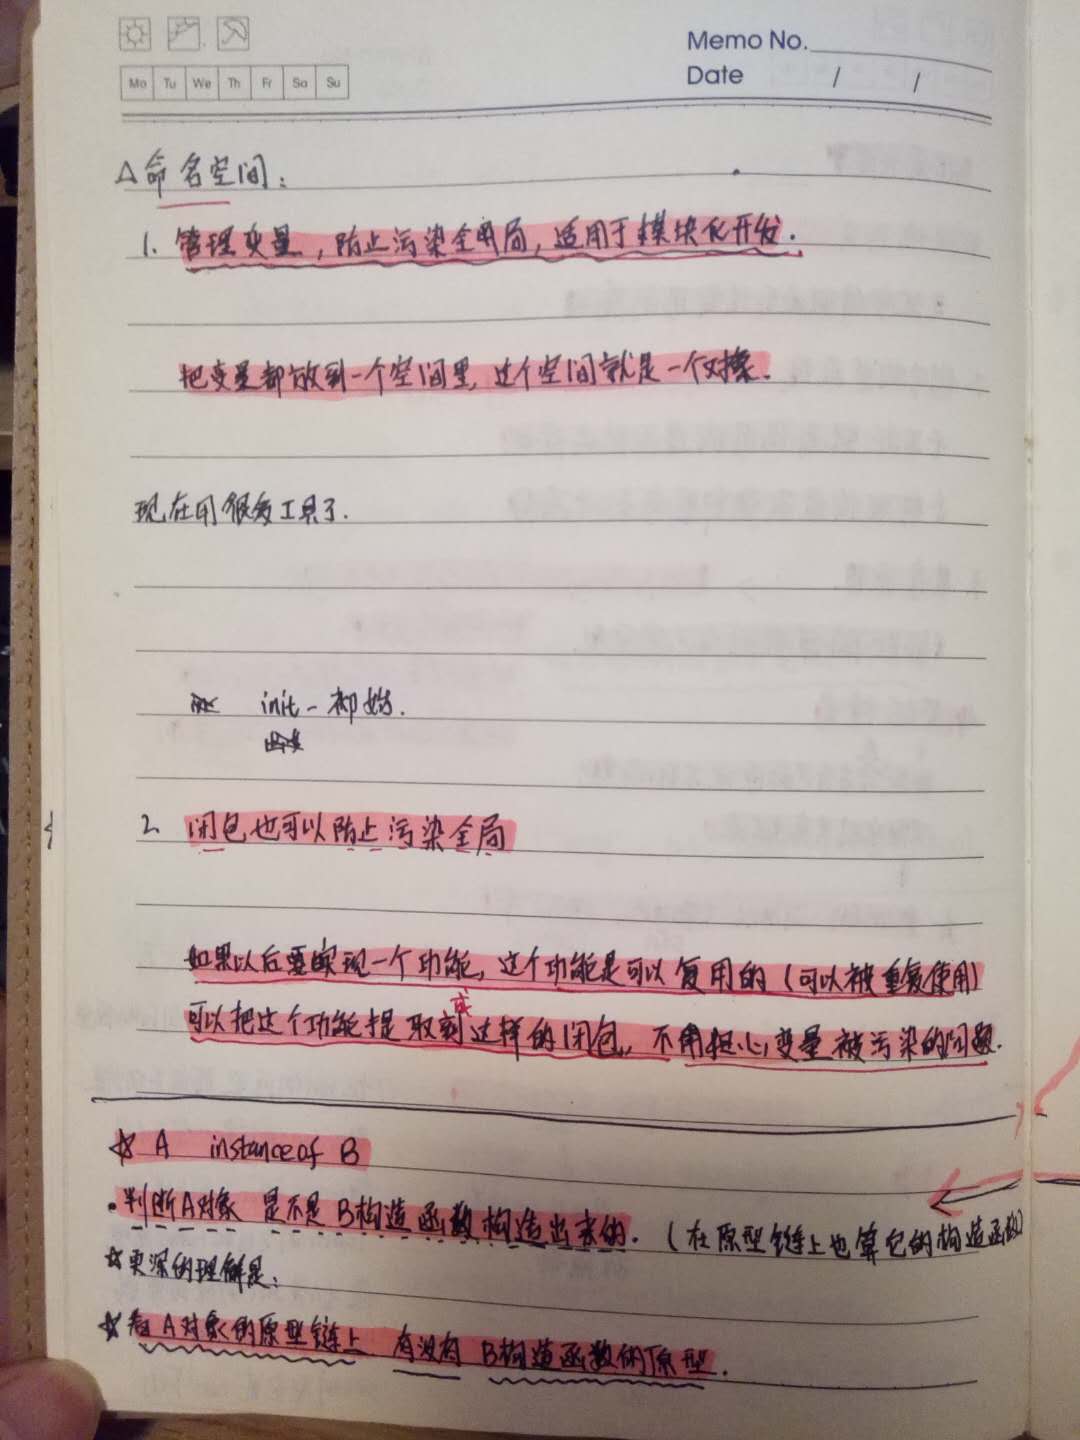 Memo No.
Mo Tu We Th Fr Sa Su
Date / /
△命名空间:
1. 管理变量,防止污染全局,适用于模块化开发.
把变量都放到一个空间里,这个空间就是一个对象.
现在用很多工具了.
init - 初始.
2. 闭包也可以防止污染全局
如果以后要实现一个功能,这个功能是可以复用的(可以被重复使用)
可以把这个功能提取到或这样的闭包,不用担心变量被污染的问题.
☆ A instanceof B
·判断A对象 是不是B构造函数构造出来的.(在原型链上也算它的构造函数)
☆更深的理解是:
☆看A对象的原型链上 有没有 B构造函数的原型.